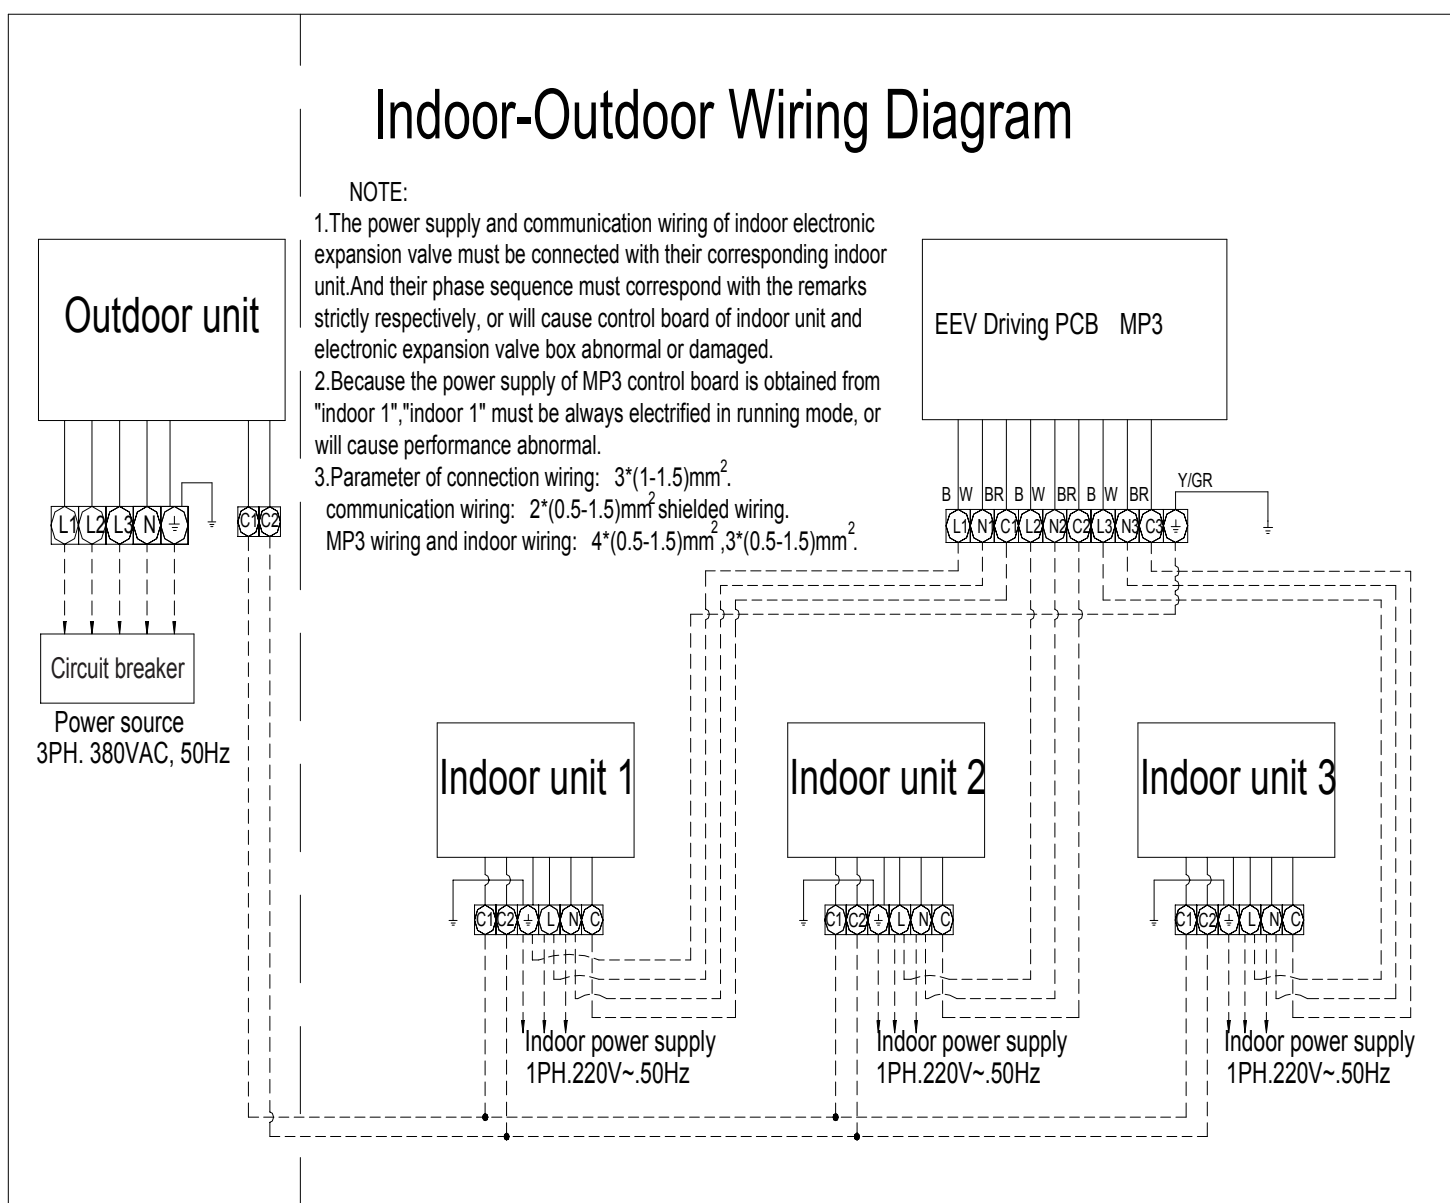 Indoor-Outdoor Wiring Diagram
NOTE:
1.The power supply and communication wiring of indoor electronic
expansion valve must be connected with their corresponding indoor
unit.And their phase sequence must correspond with the remarks
strictly respectively, or will cause control board of indoor unit and
electronic expansion valve box abnormal or damaged.
2.Because the power supply of MP3 control board is obtained from
"indoor 1","indoor 1" must be always electrified in running mode, or
will cause performance abnormal.
3.Parameter of connection wiring: 3*(1-1.5)mm².
communication wiring: 2*(0.5-1.5)mm² shielded wiring.
MP3 wiring and indoor wiring: 4*(0.5-1.5)mm²,3*(0.5-1.5)mm².
Outdoor unit
L1 L2 L3 N C1 C2
Circuit breaker
Power source
3PH. 380VAC, 50Hz
EEV Driving PCB MP3
B W BR B W BR B W BR Y/GR
L1 N1 C1 L2 N2 C2 L3 N3 C3
Indoor unit 1
C1 C2 L N C
Indoor power supply
1PH.220V~.50Hz
Indoor unit 2
C1 C2 L N C
Indoor power supply
1PH.220V~.50Hz
Indoor unit 3
C1 C2 L N C
Indoor power supply
1PH.220V~.50Hz